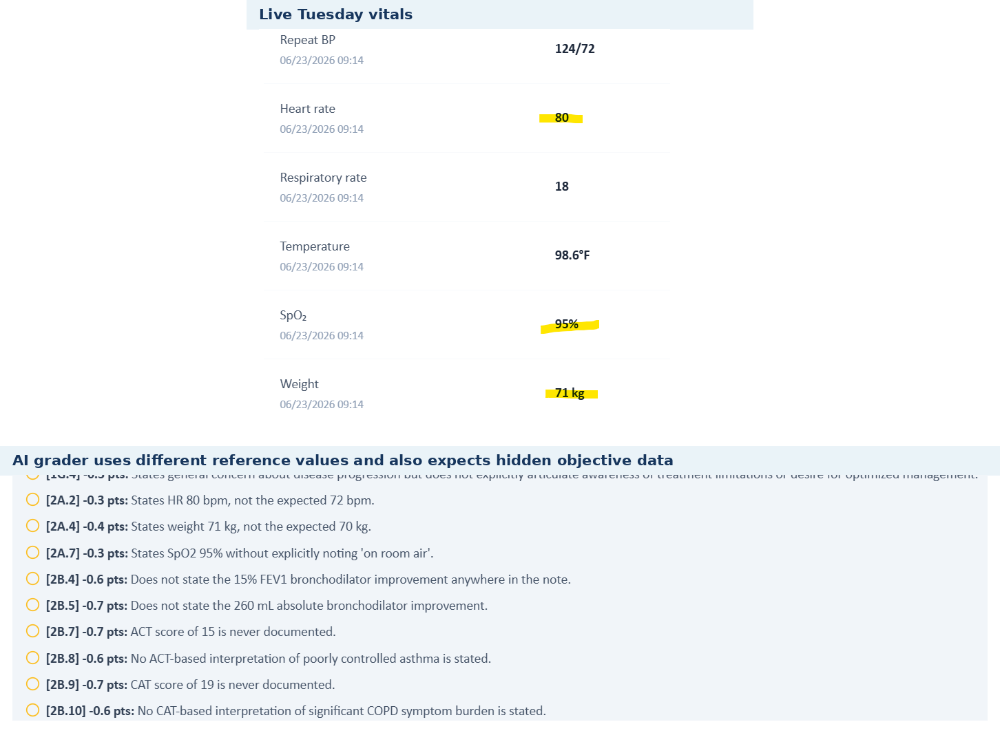 Live Tuesday vitals
Repeat BP
124/72
06/23/2026 09:14
Heart rate
80
06/23/2026 09:14
Respiratory rate
18
06/23/2026 09:14
Temperature
98.6°F
06/23/2026 09:14
SpO₂
95%
06/23/2026 09:14
Weight
71 kg
06/23/2026 09:14
AI grader uses different reference values and also expects hidden objective data
[1G.4] -0.5 pts: States general concern about disease progression but does not explicitly articulate awareness of treatment limitations or desire for optimized management.
[2A.2] -0.3 pts: States HR 80 bpm, not the expected 72 bpm.
[2A.4] -0.4 pts: States weight 71 kg, not the expected 70 kg.
[2A.7] -0.3 pts: States SpO2 95% without explicitly noting 'on room air'.
[2B.4] -0.6 pts: Does not state the 15% FEV1 bronchodilator improvement anywhere in the note.
[2B.5] -0.7 pts: Does not state the 260 mL absolute bronchodilator improvement.
[2B.7] -0.7 pts: ACT score of 15 is never documented.
[2B.8] -0.6 pts: No ACT-based interpretation of poorly controlled asthma is stated.
[2B.9] -0.7 pts: CAT score of 19 is never documented.
[2B.10] -0.6 pts: No CAT-based interpretation of significant COPD symptom burden is stated.